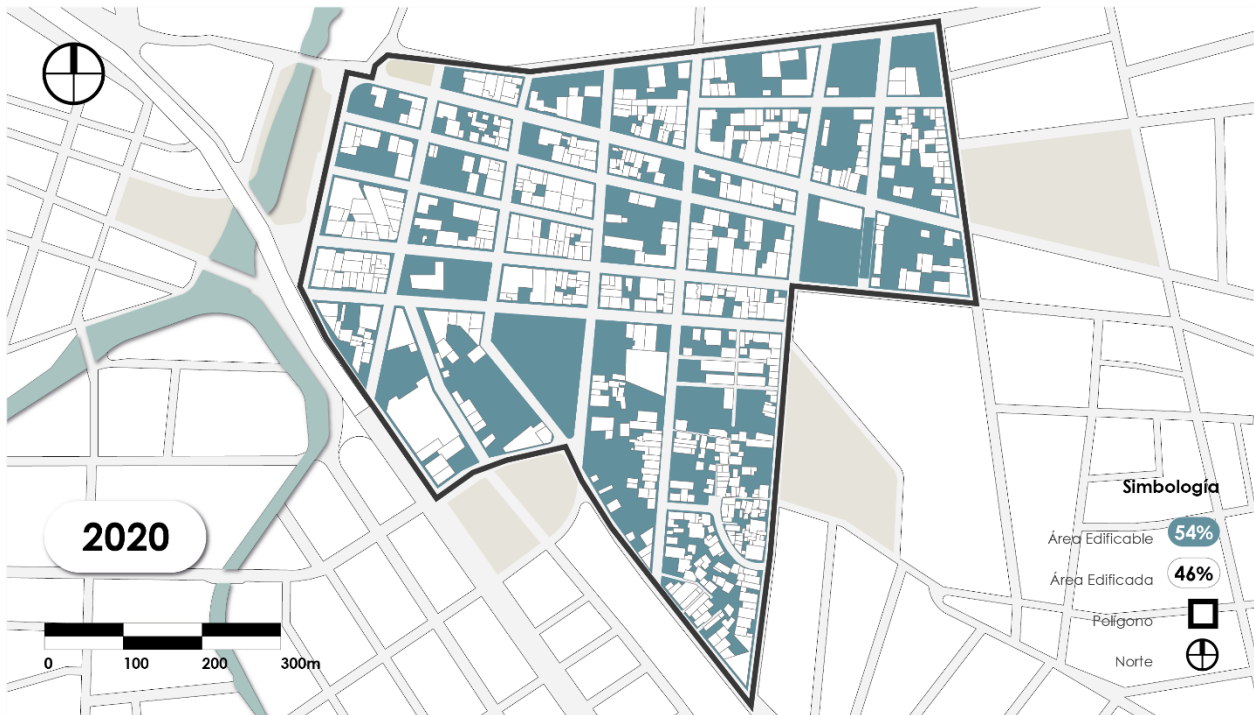 2020
0 100 200 300m
Simbología
Área Edificable 54%
Área Edificada 46%
Polígono
Norte